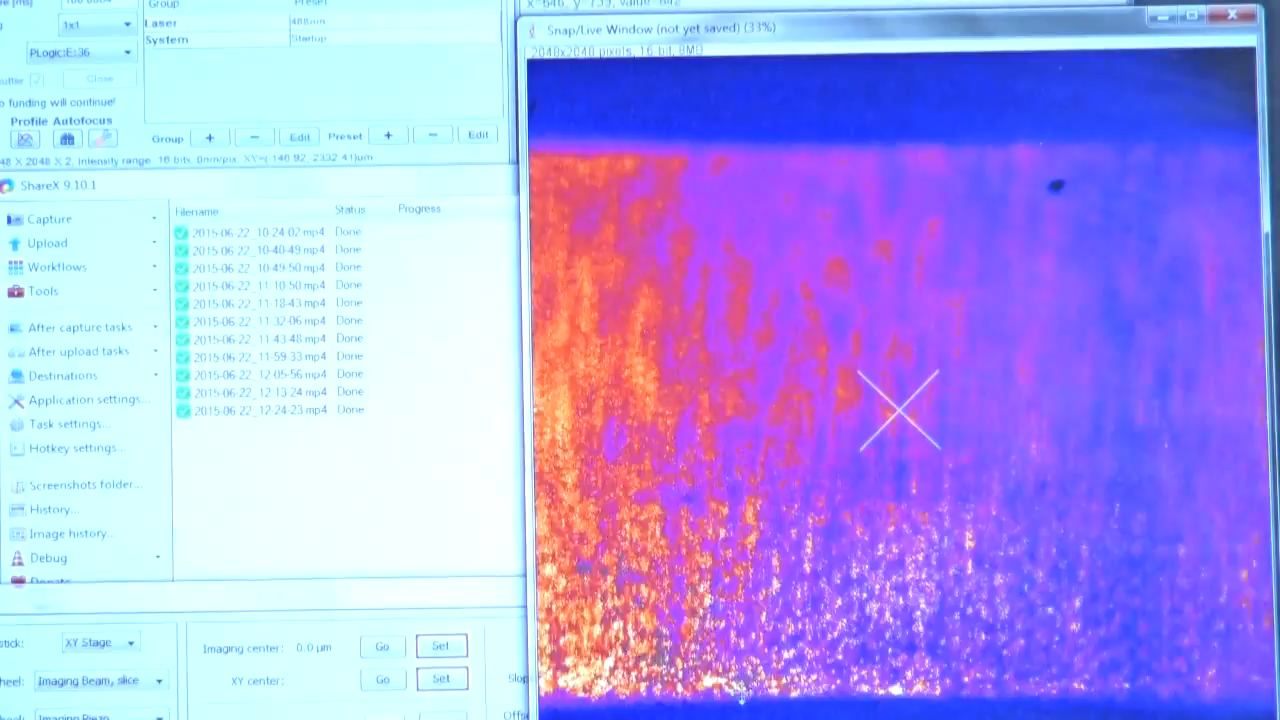 Group Preset
1x1
Laser 488nm
System Startup
PLogic:E:36
Close
o funding will continue!
Profile Autofocus
Group + − Edit Preset + − Edit
ShareX 9.10.1
Capture
Upload
Workflows
Tools
After capture tasks
After upload tasks
Destinations
Application settings...
Task settings...
Hotkey settings...
Screenshots folder...
History...
Image history...
Debug
Donate
Filename Status Progress
2015-06-22_10-24-02.mp4 Done
2015-06-22_10-40-49.mp4 Done
2015-06-22_10-49-50.mp4 Done
2015-06-22_11-10-50.mp4 Done
2015-06-22_11-18-43.mp4 Done
2015-06-22_11-32-06.mp4 Done
2015-06-22_11-43-48.mp4 Done
2015-06-22_11-59-33.mp4 Done
2015-06-22_12-05-56.mp4 Done
2015-06-22_12-13-24.mp4 Done
2015-06-22_12-24-23.mp4 Done
stick: XY Stage
heel: Imaging Beam, slice
Imaging Piezo
Imaging center: 0.0 µm Go Set
XY center: Go Set
Slop
Offs
Snap/Live Window (not yet saved) (33%)
2048x2048 pixels, 16 bit, 8MB